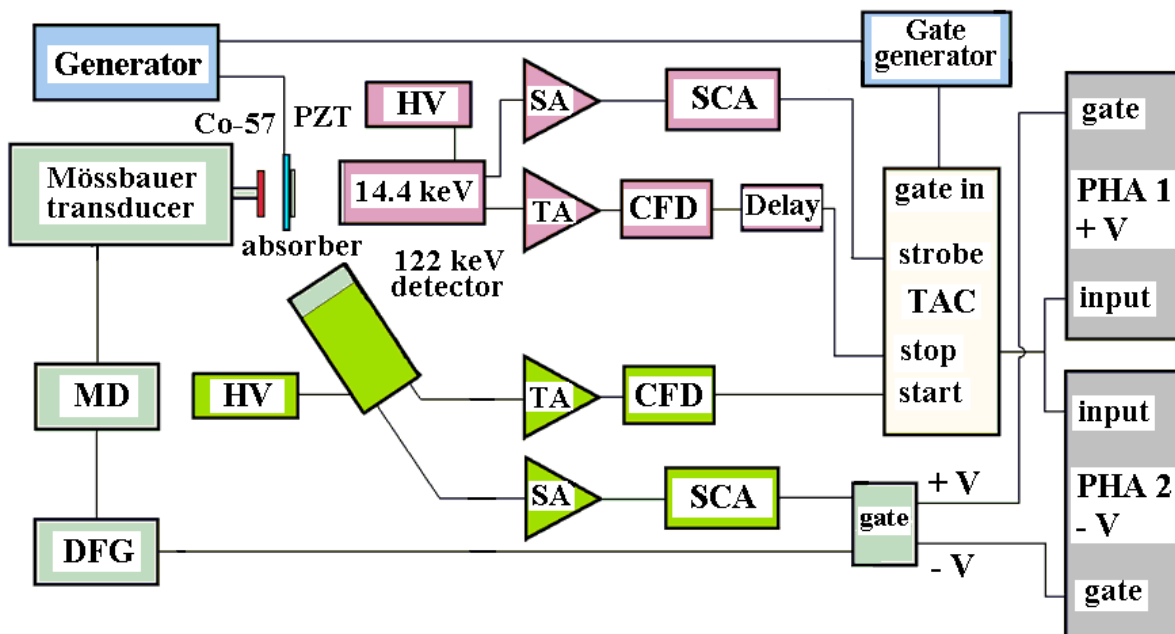 Generator
Gate
generator
HV
SA
SCA
Co-57
PZT
Mössbauer
transducer
14.4 keV
TA
CFD
Delay
absorber
122 keV
detector
gate in
strobe
TAC
stop
start
gate
PHA 1
+ V
input
MD
HV
TA
CFD
SA
SCA
gate
+ V
- V
input
PHA 2
- V
gate
DFG